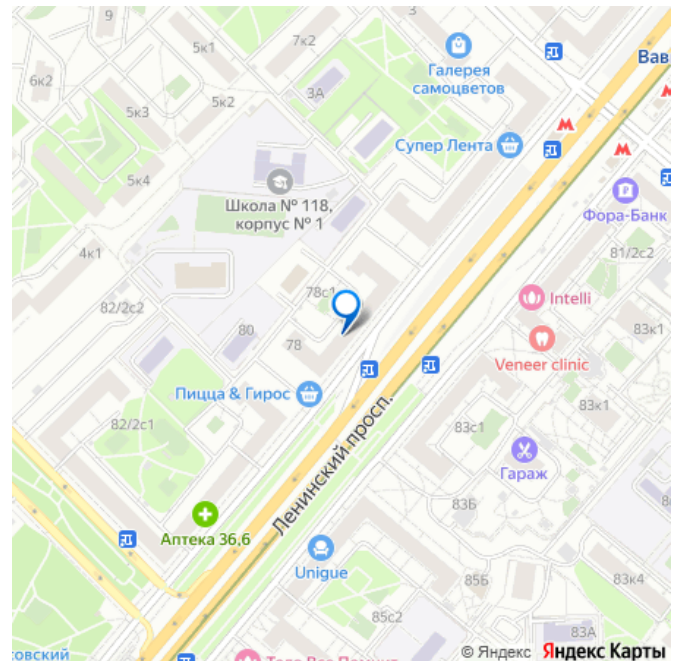 9
7к2
3
5к1
6к2
Галерея
самоцветов
Вав
5к3
5к2
3А
Супер Лента
5к4
Школа № 118,
корпус № 1
Фора-Банк
4к1
81/2с2
78с1
Intelli
82/2с2
80
78
83к1
Veneer clinic
Пицца & Гирос
83к1
82/2с1
83с1
Ленинский просп.
Гараж
83Б
Аптека 36,6
Unigue
85Б
83к4
85с2
83А
© Яндекс Яндекс Карты